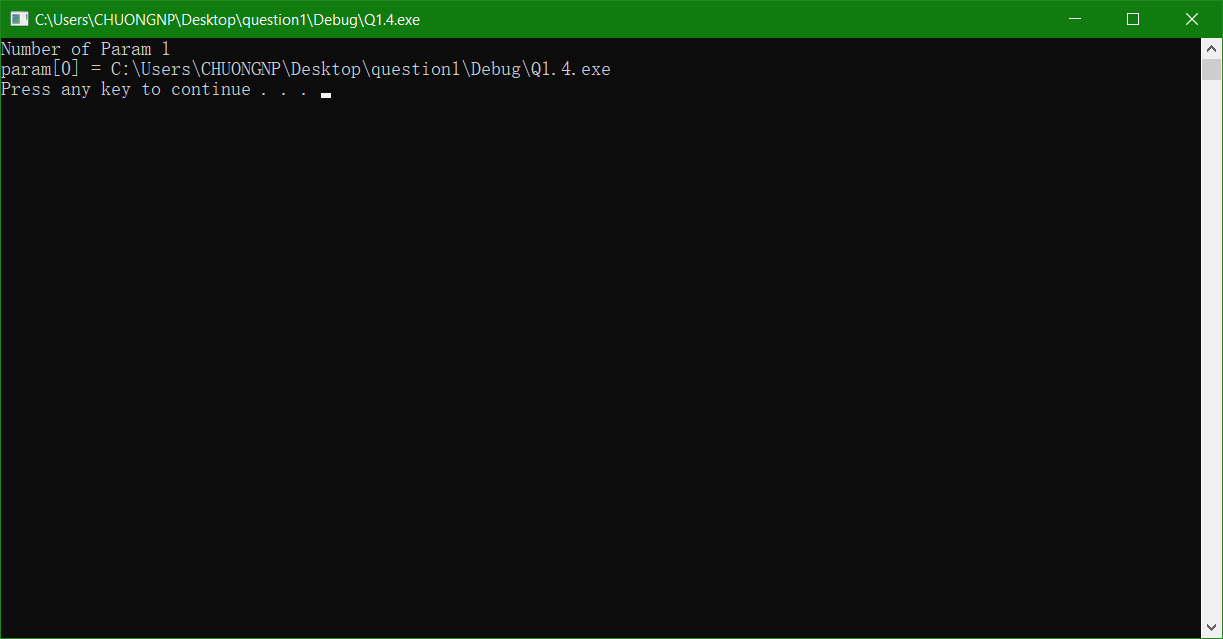 C:\Users\CHUONGNP\Desktop\question1\Debug\Q1.4.exe
Number of Param 1
param[0] = C:\Users\CHUONGNP\Desktop\question1\Debug\Q1.4.exe
Press any key to continue . . .